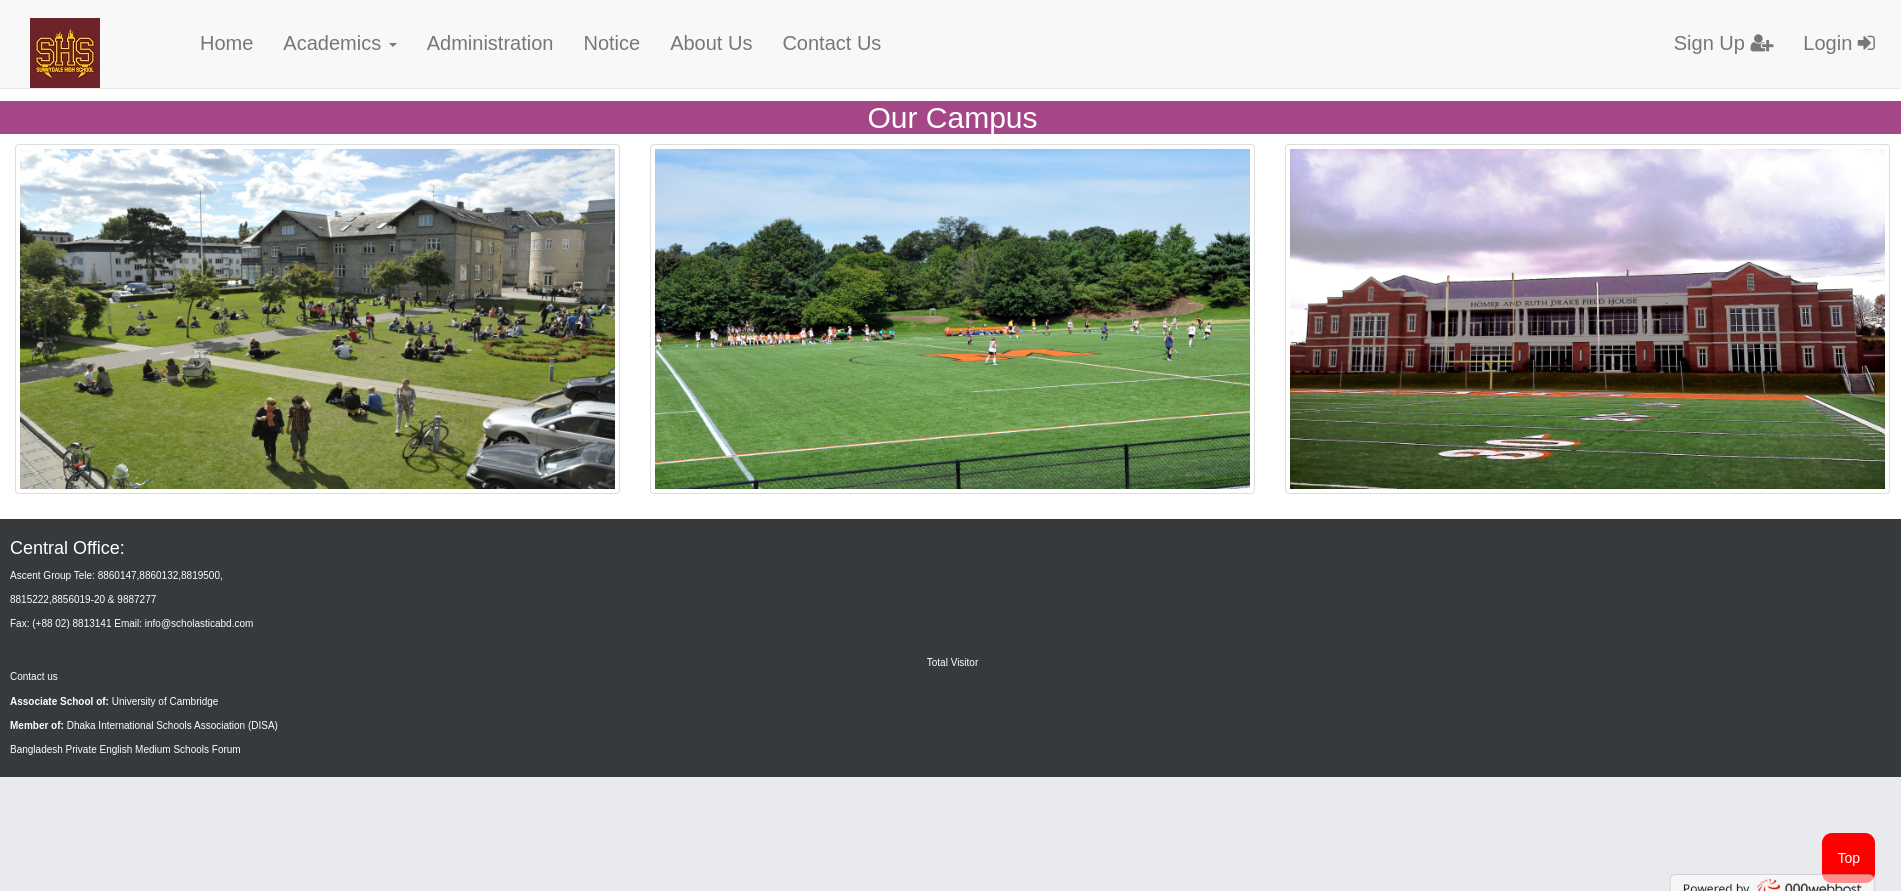 SHS
SUNNYDALE HIGH SCHOOL
Home Academics Administration Notice About Us Contact Us Sign Up Login
Our Campus
HOMER AND RUTH DRAKE FIELD HOUSE
Central Office:
Ascent Group Tele: 8860147,8860132,8819500,
8815222,8856019-20 & 9887277
Fax: (+88 02) 8813141 Email: info@scholasticabd.com
Total Visitor
Contact us
Associate School of: University of Cambridge
Member of: Dhaka International Schools Association (DISA)
Bangladesh Private English Medium Schools Forum
Top
Powered by 000webhost